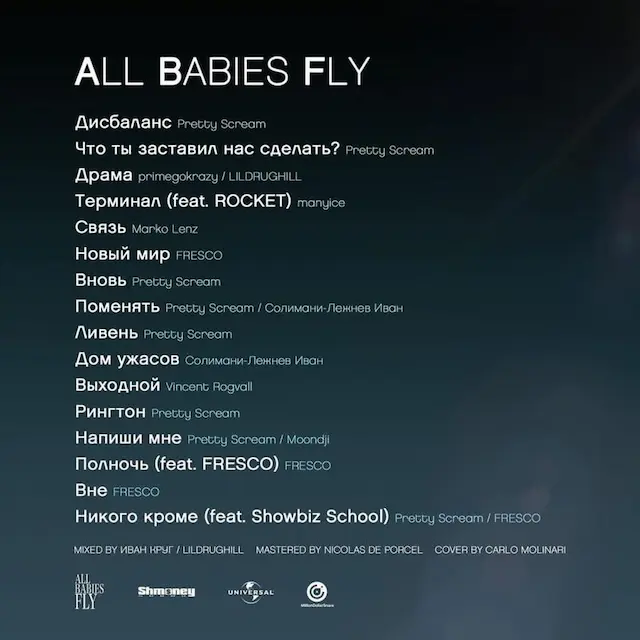 ALL BABIES FLY
Дисбаланс Pretty Scream
Что ты заставил нас сделать? Pretty Scream
Драма primegokrazy / LILDRUGHILL
Терминал (feat. ROCKET) manyice
Связь Marko Lenz
Новый мир FRESCO
Вновь Pretty Scream
Поменять Pretty Scream / Солимани-Лежнев Иван
Ливень Pretty Scream
Дом ужасов Солимани-Лежнев Иван
Выходной Vincent Rogvall
Рингтон Pretty Scream
Напиши мне Pretty Scream / Moondji
Полночь (feat. FRESCO) FRESCO
Вне FRESCO
Никого кроме (feat. Showbiz School) Pretty Scream / FRESCO
MIXED BY ИВАН КРУГ / LILDRUGHILL MASTERED BY NICOLAS DE PORCEL COVER BY CARLO MOLINARI
ALL BABIES FLY
Shmoney
UNIVERSAL